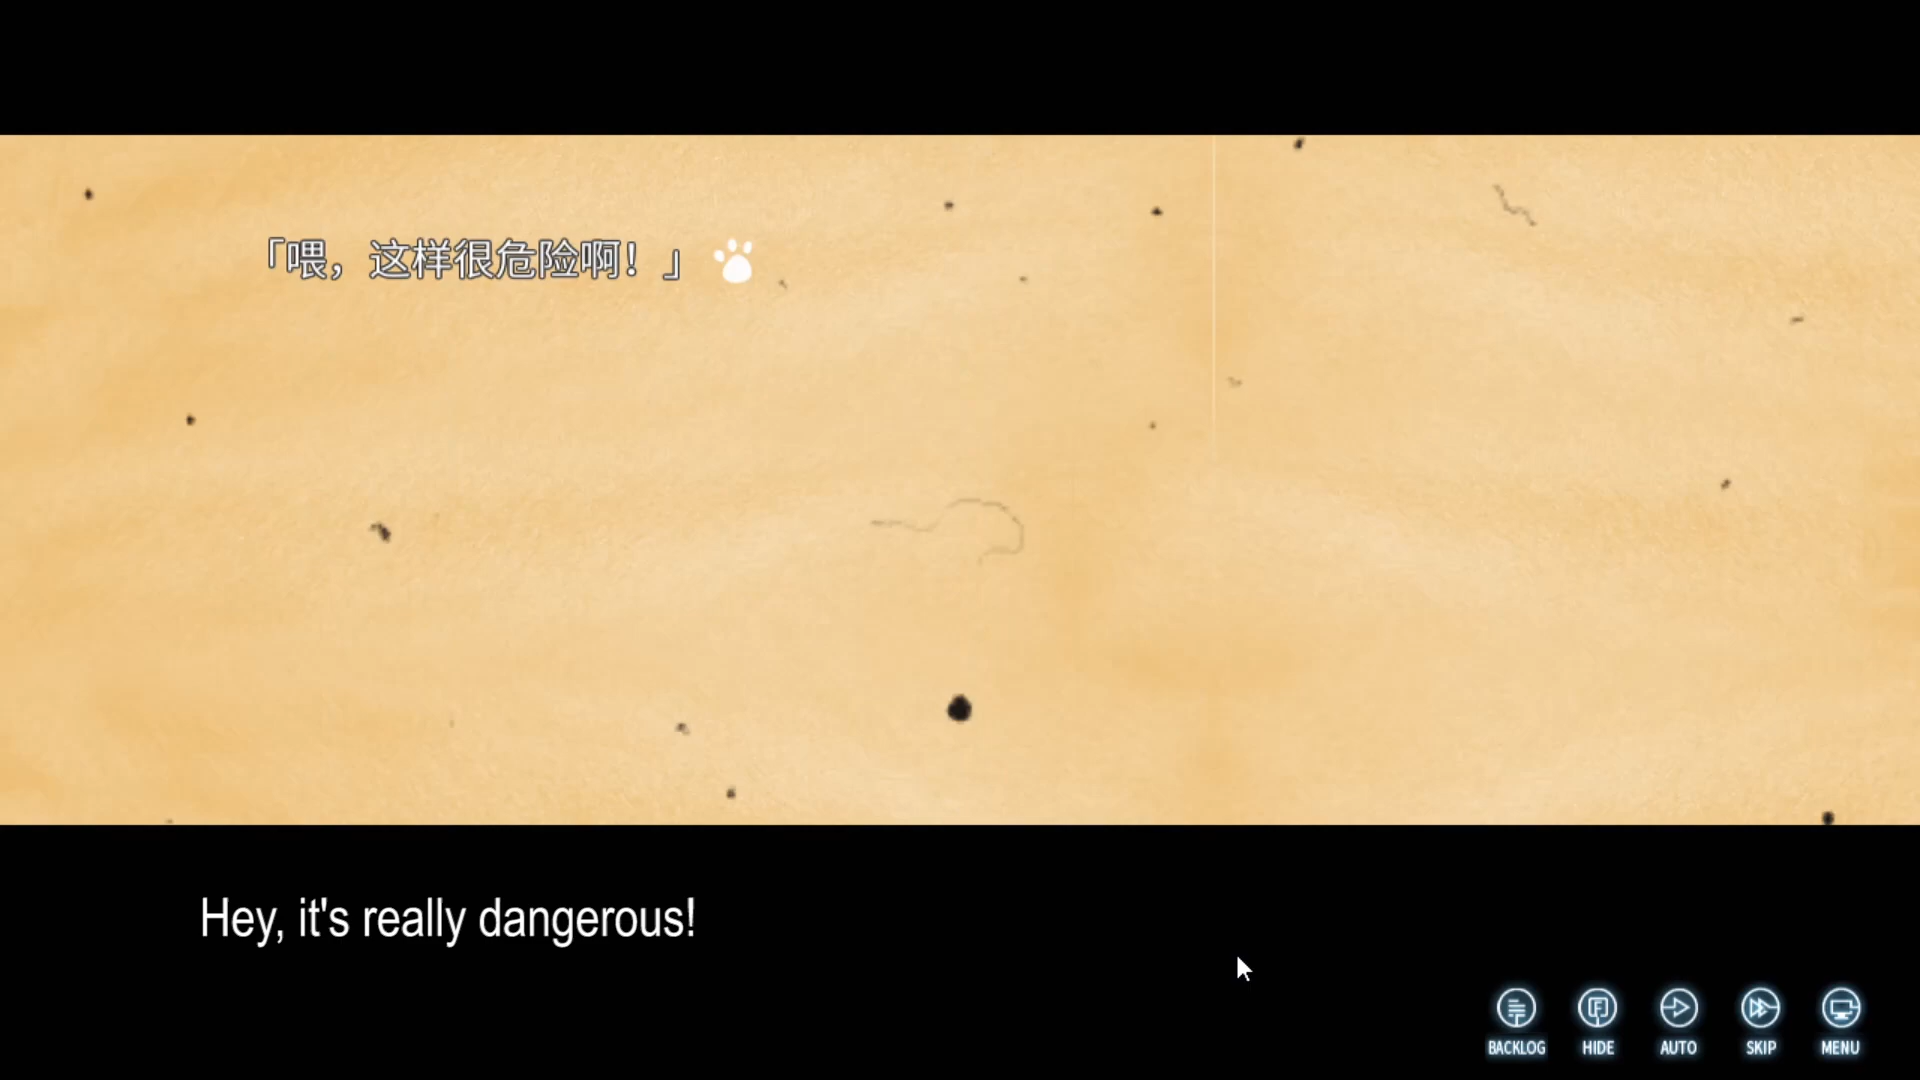 「喂，这样很危险啊！」
Hey, it's really dangerous!
BACKLOG HIDE AUTO SKIP MENU